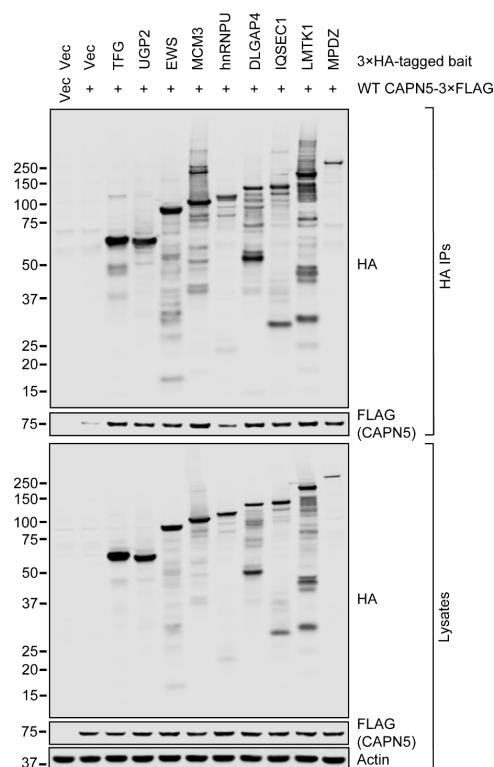 Vec Vec
Vec +
TFG +
UGP2 +
EWS +
MCM3 +
hnRNPU +
DLGAP4 +
IQSEC1 +
LMTK1 +
MPDZ +
3×HA-tagged bait
WT CAPN5-3×FLAG
250
150
100
75
50
37
25
20
15
HA
75
FLAG
(CAPN5)
HA IPs
250
150
100
75
50
37
25
20
15
HA
75
FLAG
(CAPN5)
37
Actin
Lysates